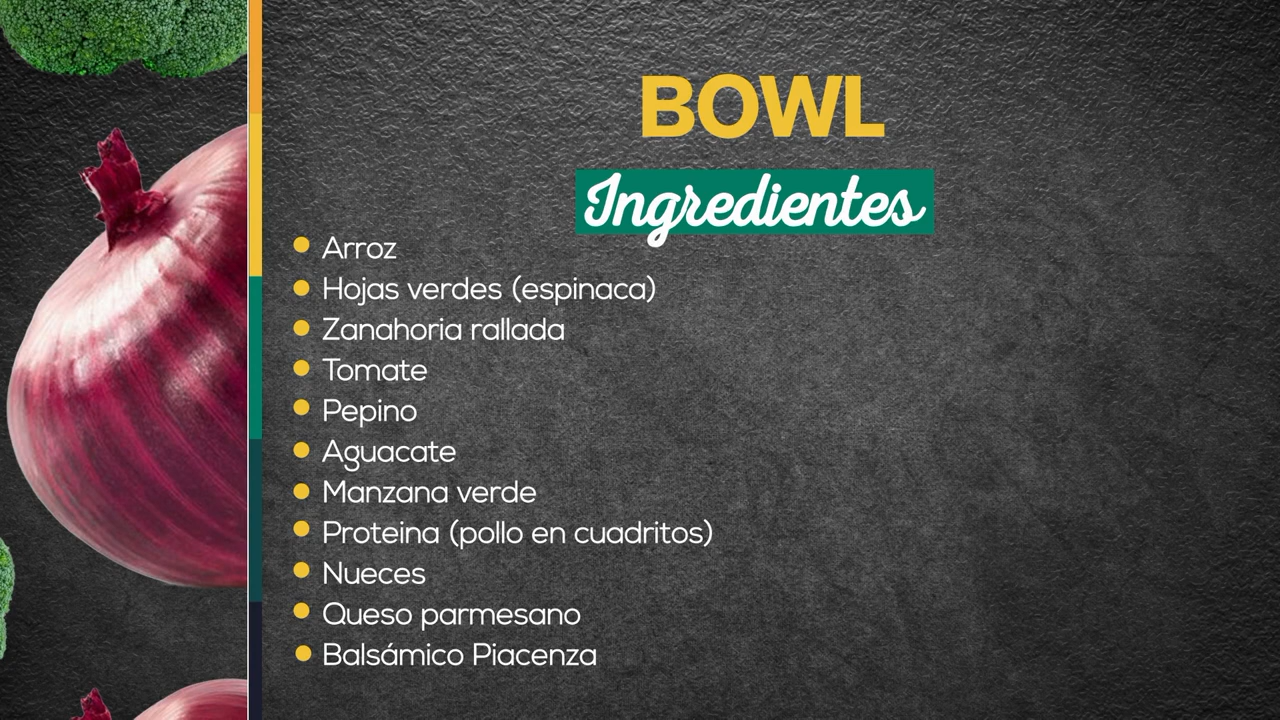 BOWL
Ingredientes
Arroz
Hojas verdes (espinaca)
Zanahoria rallada
Tomate
Pepino
Aguacate
Manzana verde
Proteina (pollo en cuadritos)
Nueces
Queso parmesano
Balsámico Piacenza